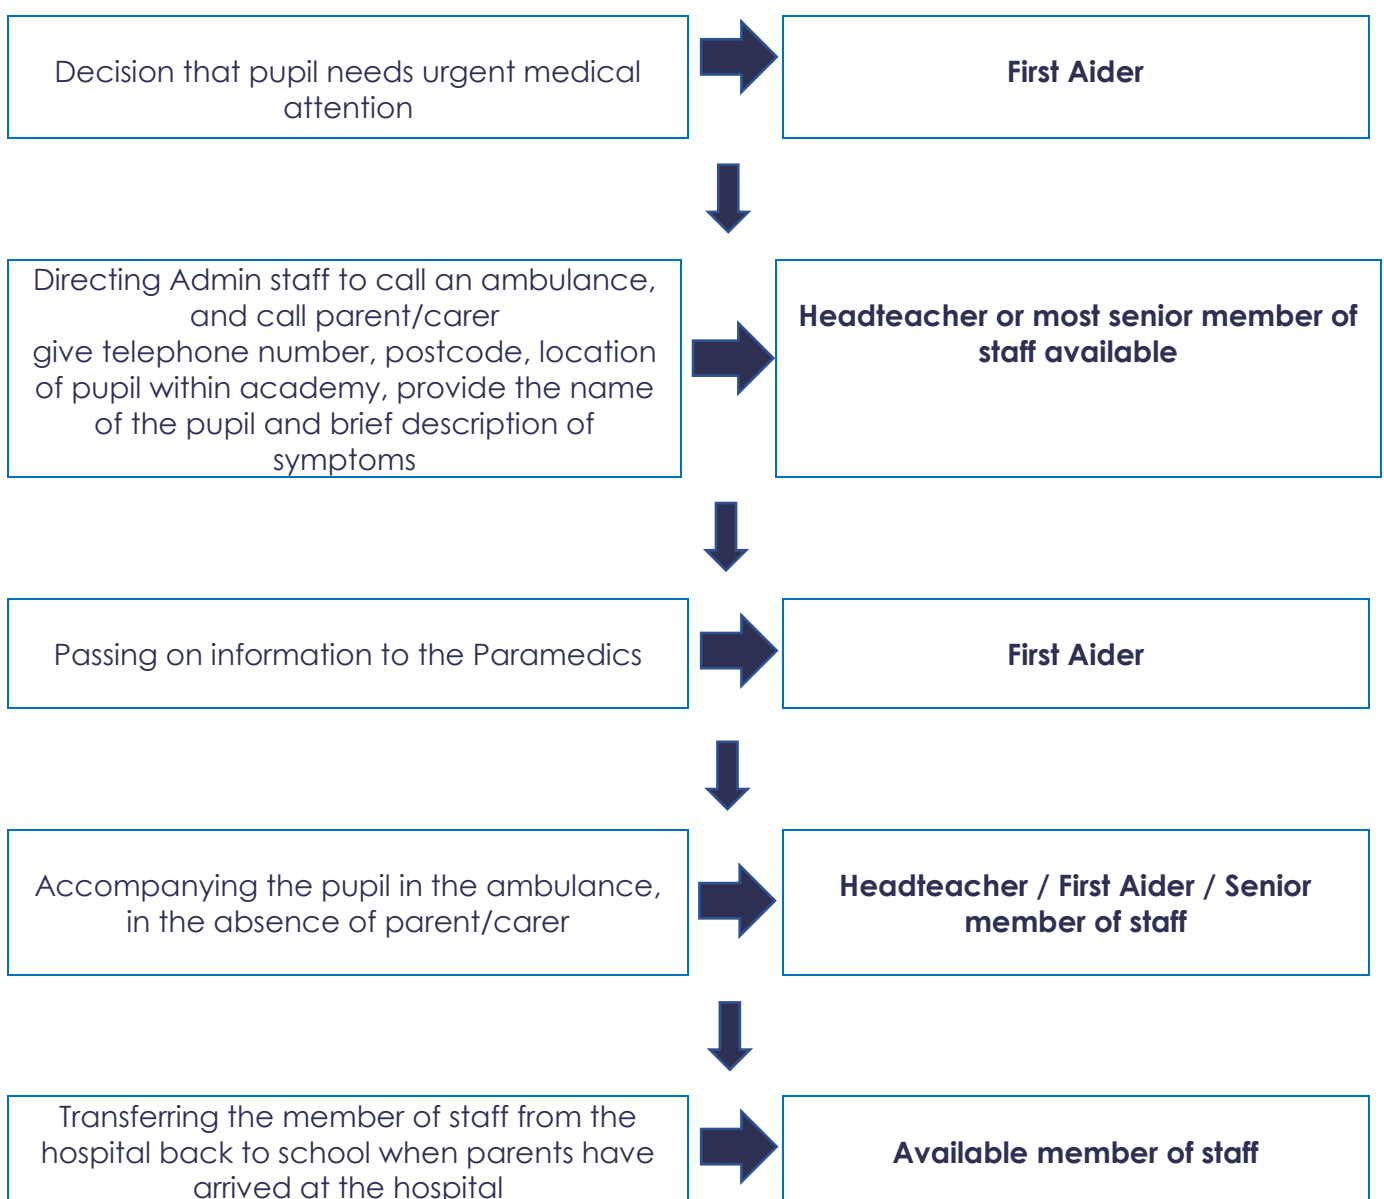 Decision that pupil needs urgent medical
attention
First Aider
Directing Admin staff to call an ambulance,
and call parent/carer
give telephone number, postcode, location
of pupil within academy, provide the name
of the pupil and brief description of
symptoms
Headteacher or most senior member of
staff available
Passing on information to the Paramedics
First Aider
Accompanying the pupil in the ambulance,
in the absence of parent/carer
Headteacher / First Aider / Senior
member of staff
Transferring the member of staff from the
hospital back to school when parents have
arrived at the hospital
Available member of staff